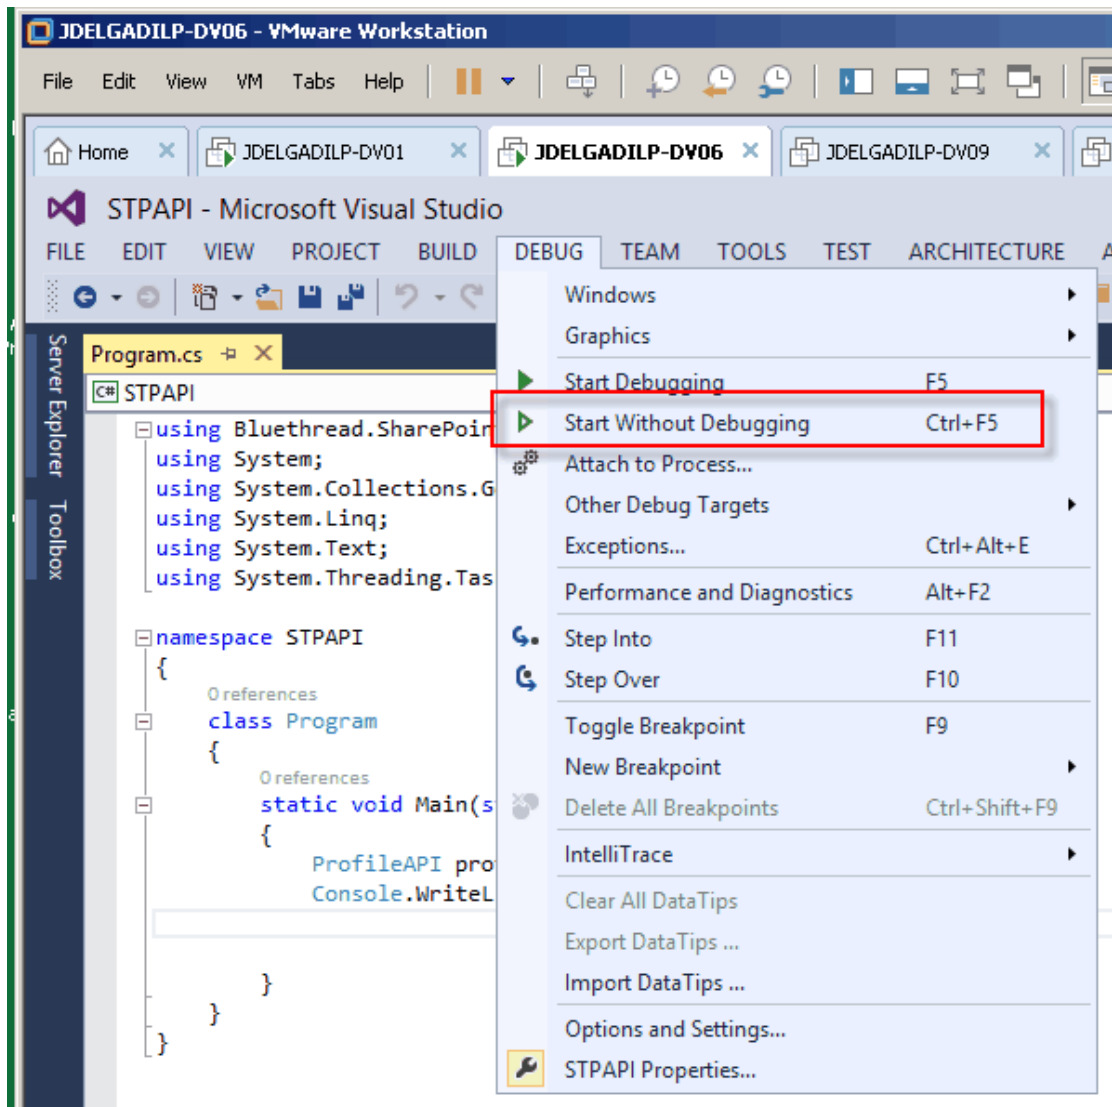 JDELGADILP-DV06 - VMware Workstation
File Edit View VM Tabs Help
Home JDELGADILP-DV01 JDELGADILP-DV06 JDELGADILP-DV09
STPAPI - Microsoft Visual Studio
FILE EDIT VIEW PROJECT BUILD DEBUG TEAM TOOLS TEST ARCHITECTURE
Server Explorer
Toolbox
Program.cs
C# STPAPI
using Bluethread.SharePoin
using System;
using System.Collections.G
using System.Linq;
using System.Text;
using System.Threading.Tas
namespace STPAPI
{
0 references
class Program
{
0 references
static void Main(s
{
ProfileAPI pro
Console.WriteL
}
}
}
Windows
Graphics
Start Debugging F5
Start Without Debugging Ctrl+F5
Attach to Process...
Other Debug Targets
Exceptions... Ctrl+Alt+E
Performance and Diagnostics Alt+F2
Step Into F11
Step Over F10
Toggle Breakpoint F9
New Breakpoint
Delete All Breakpoints Ctrl+Shift+F9
IntelliTrace
Clear All DataTips
Export DataTips ...
Import DataTips ...
Options and Settings...
STPAPI Properties...